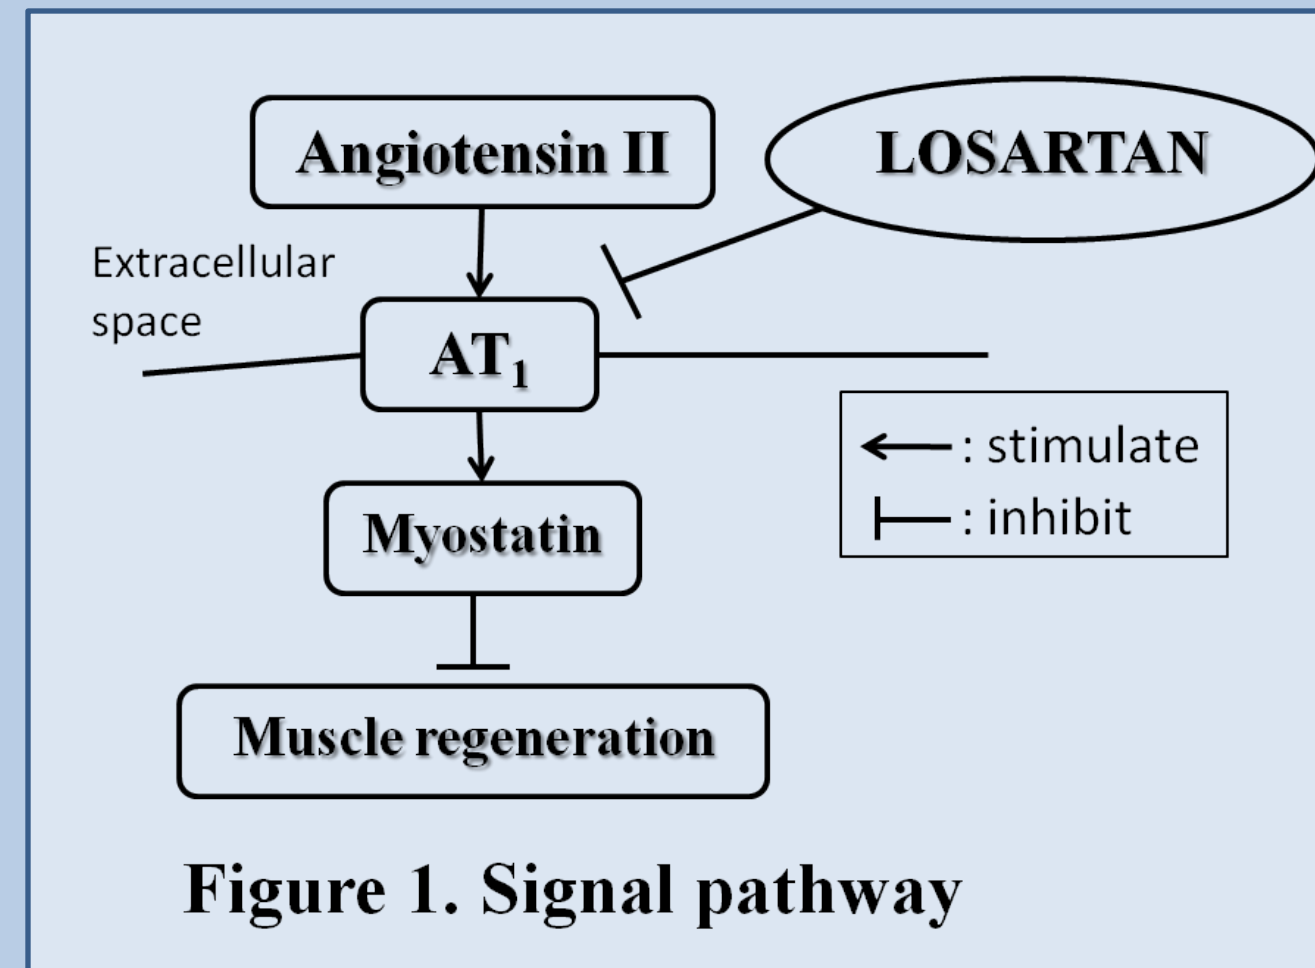 Angiotensin II
LOSARTAN
Extracellular
space
AT₁
Myostatin
: stimulate
: inhibit
Muscle regeneration
Figure 1. Signal pathway